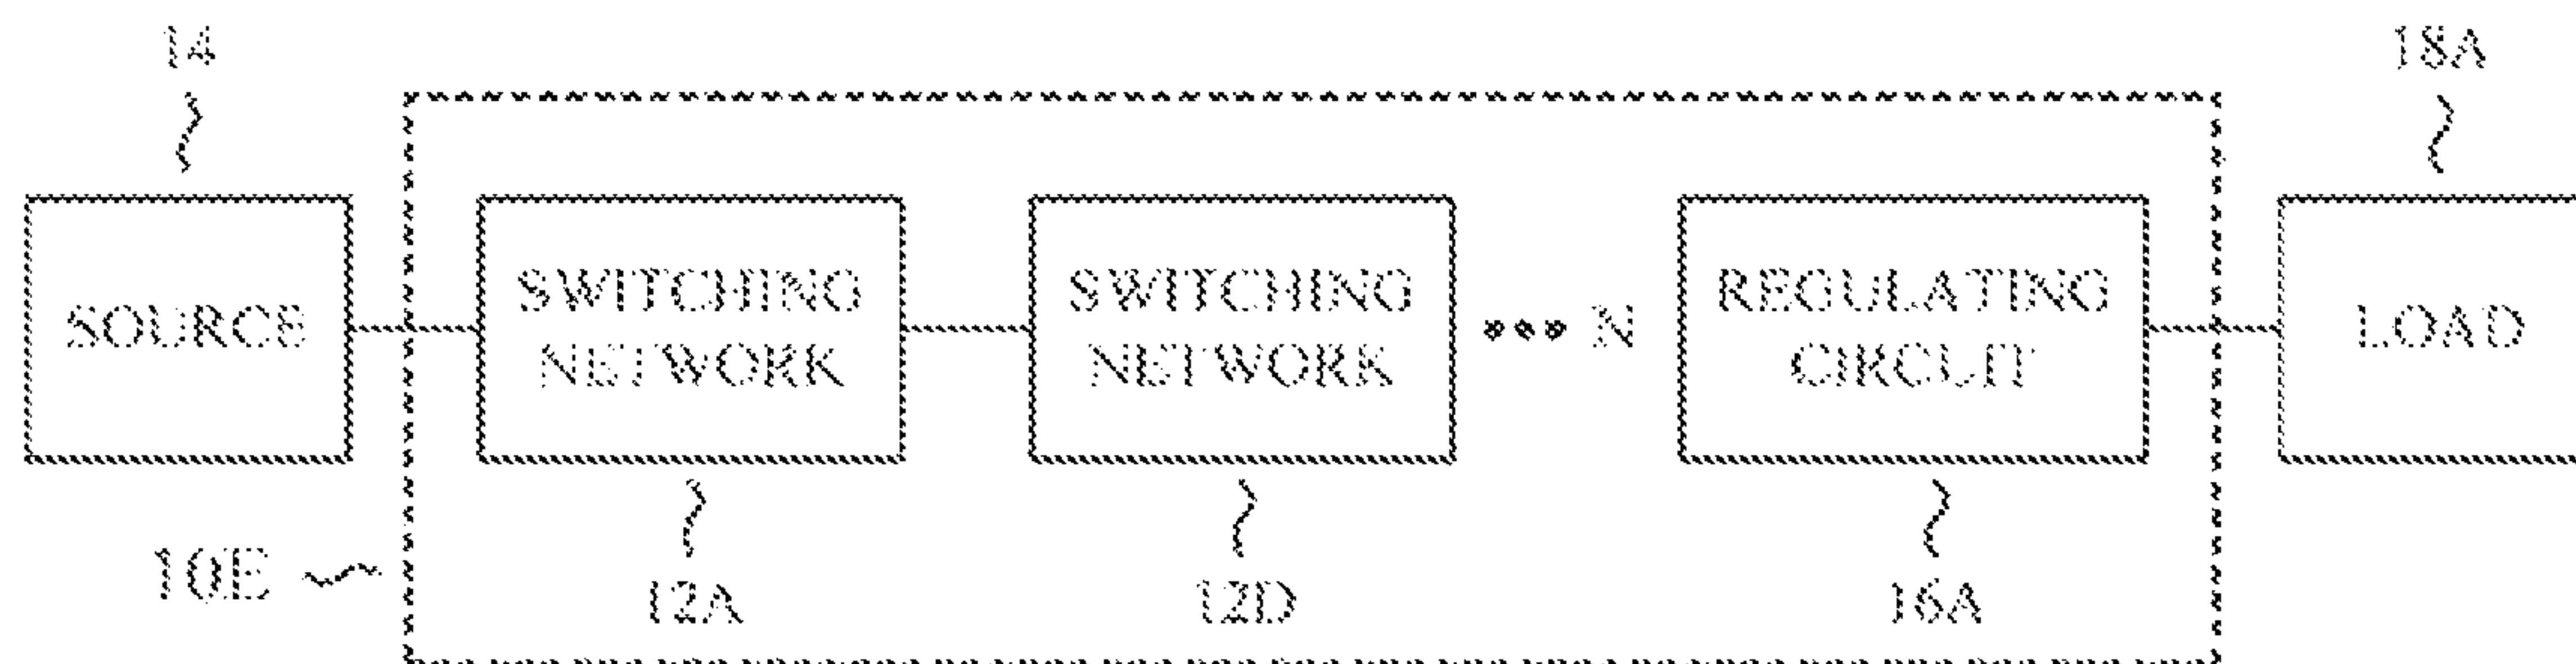 14
18A
SOURCE
SWITCHING
NETWORK
SWITCHING
NETWORK
••• N
REGULATING
CIRCUIT
LOAD
10E
12A
12D
16A